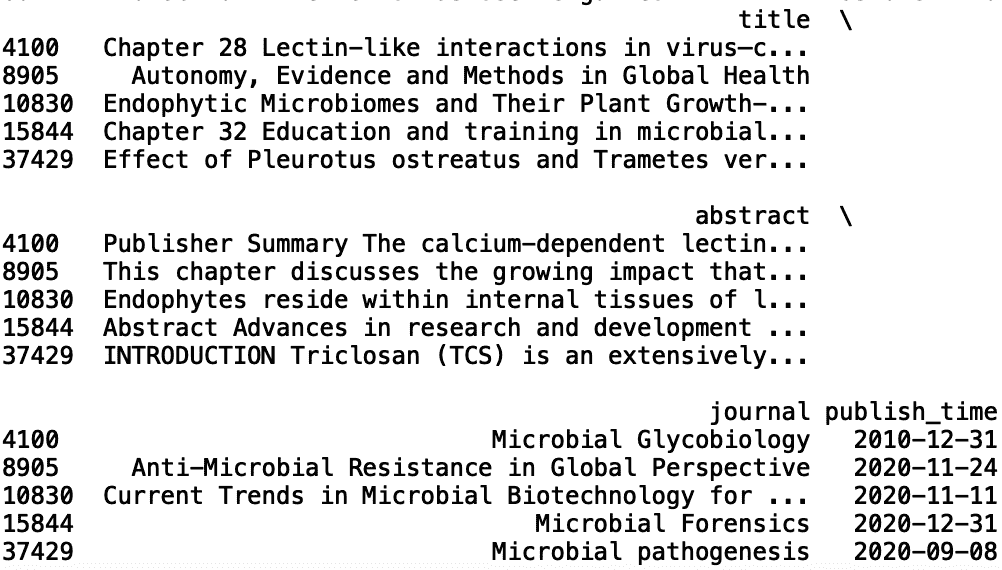 title \
4100 Chapter 28 Lectin-like interactions in virus-c...
8905 Autonomy, Evidence and Methods in Global Health
10830 Endophytic Microbiomes and Their Plant Growth-...
15844 Chapter 32 Education and training in microbial...
37429 Effect of Pleurotus ostreatus and Trametes ver...
abstract \
4100 Publisher Summary The calcium-dependent lectin...
8905 This chapter discusses the growing impact that...
10830 Endophytes reside within internal tissues of l...
15844 Abstract Advances in research and development ...
37429 INTRODUCTION Triclosan (TCS) is an extensively...
journal publish_time
4100 Microbial Glycobiology 2010-12-31
8905 Anti-Microbial Resistance in Global Perspective 2020-11-24
10830 Current Trends in Microbial Biotechnology for ... 2020-11-11
15844 Microbial Forensics 2020-12-31
37429 Microbial pathogenesis 2020-09-08